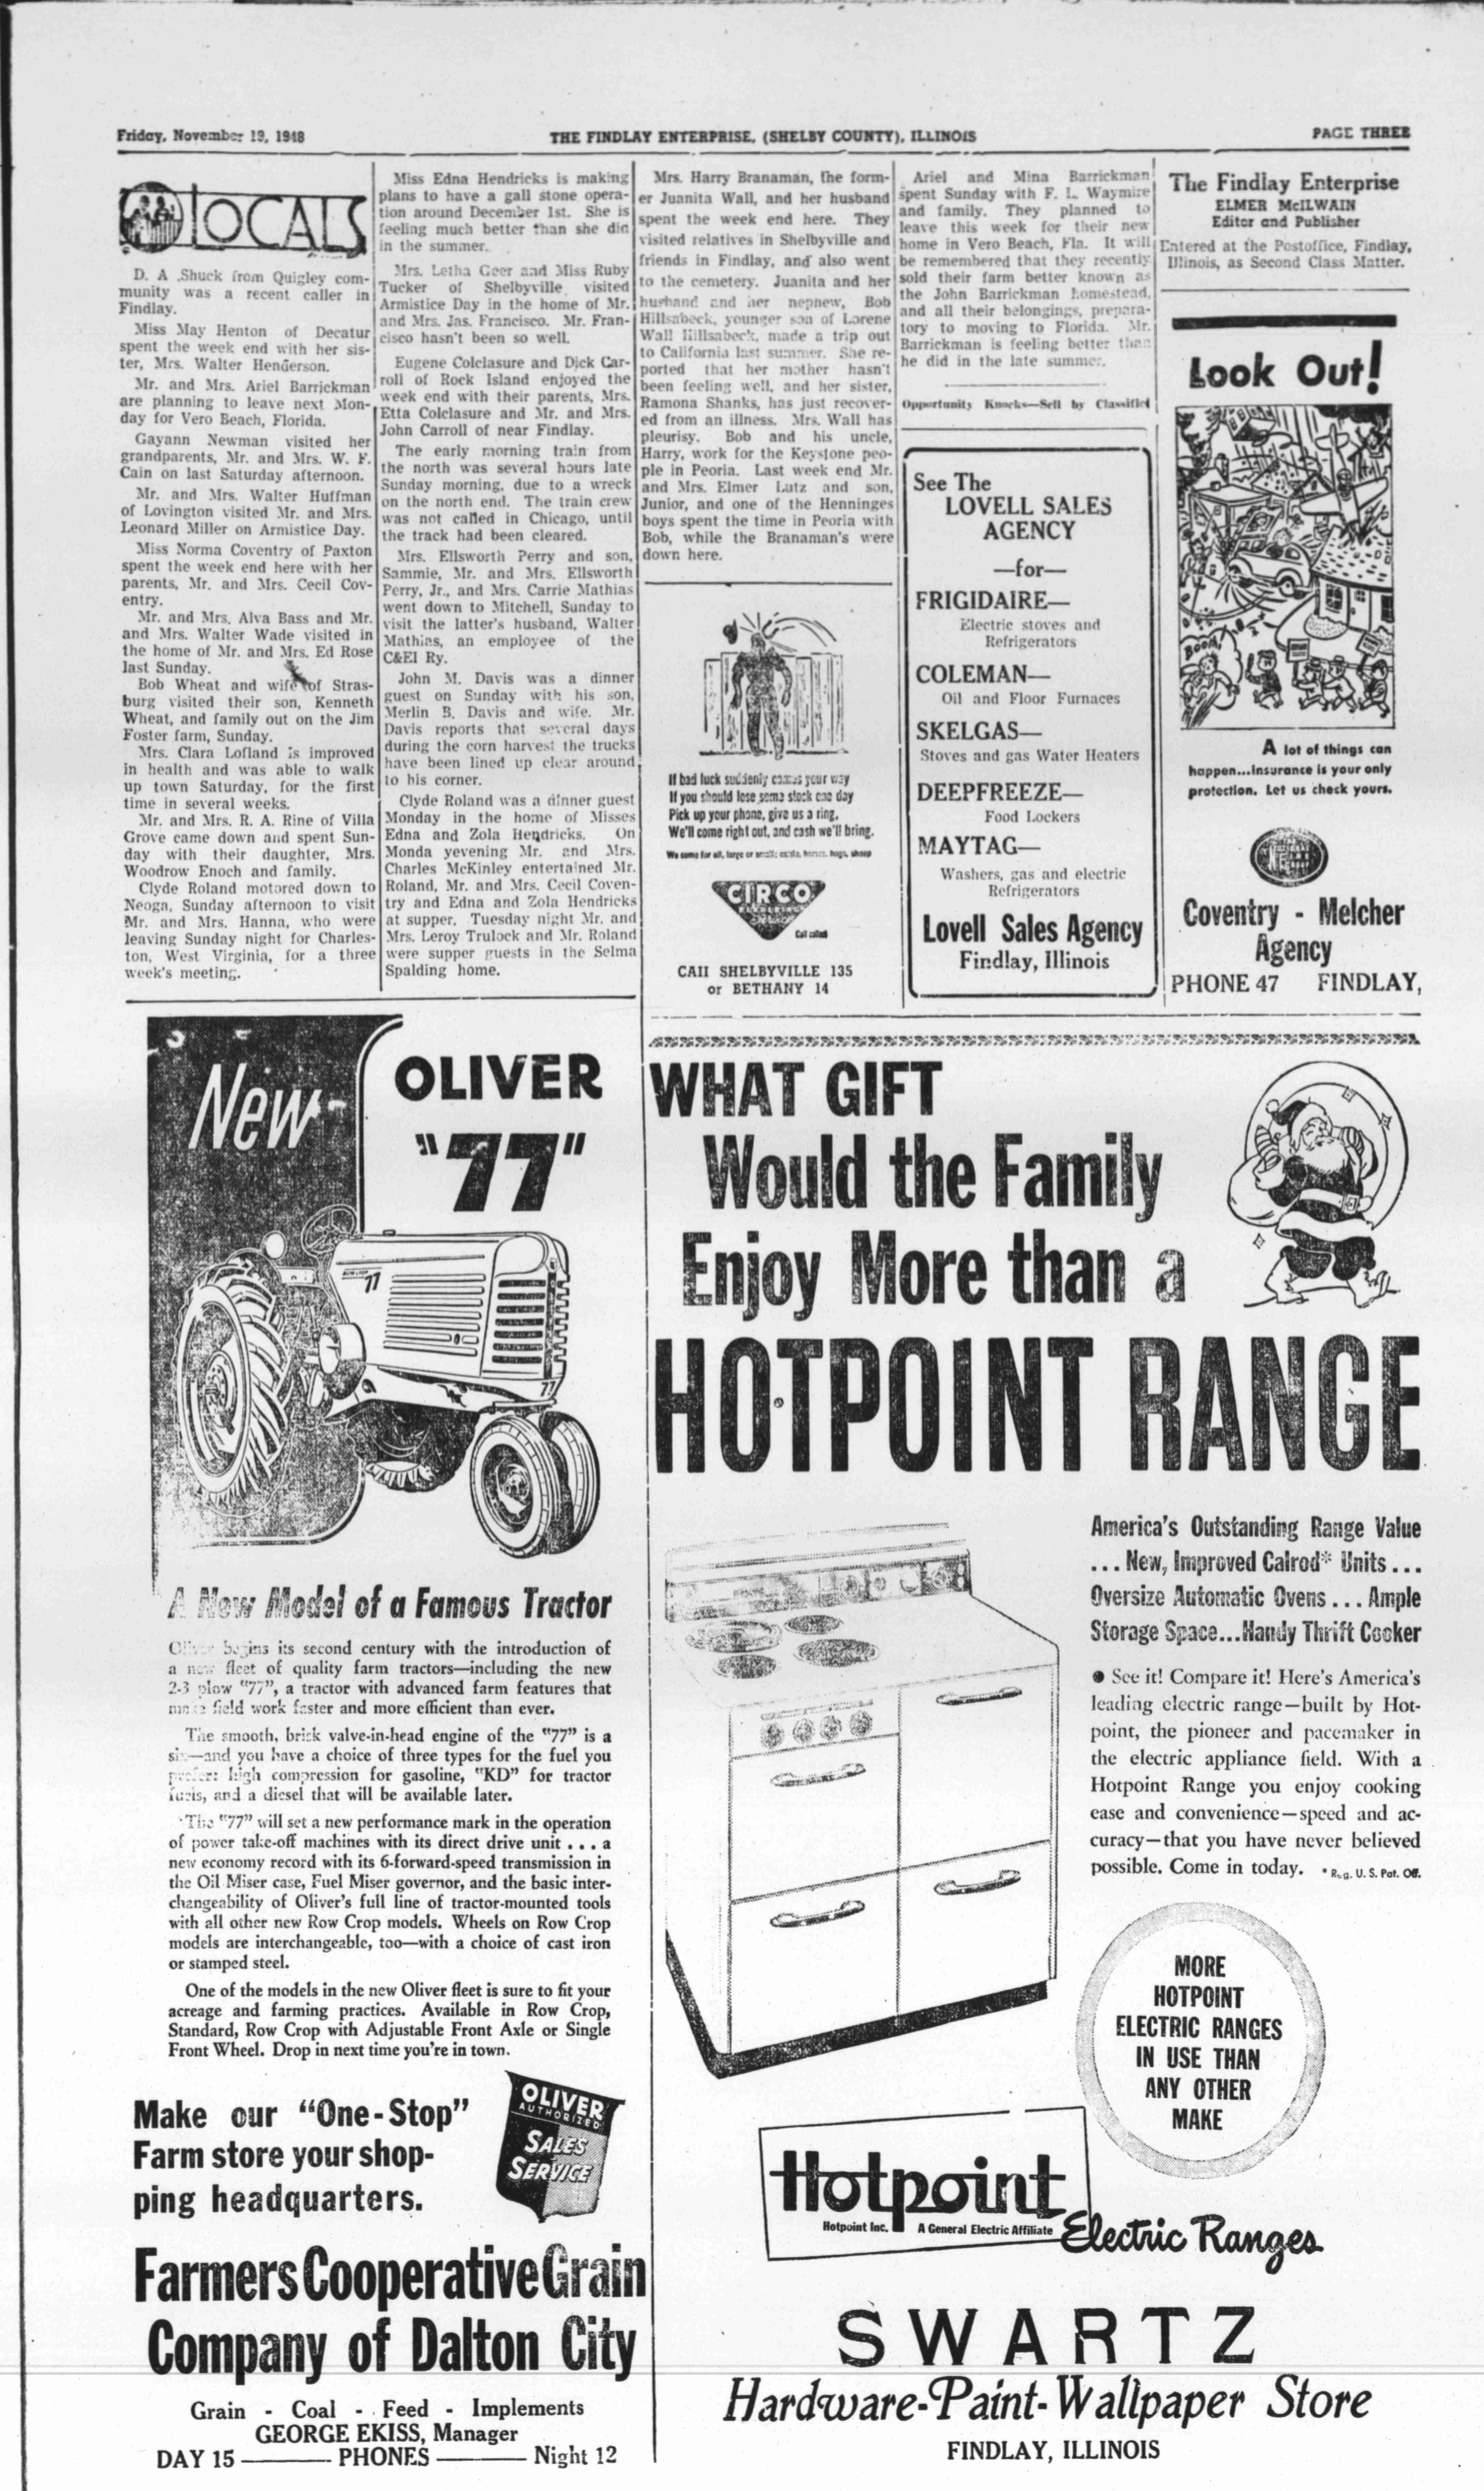 Friday, November 19, 1948
THE FINDLAY ENTERPRISE, (SHELBY COUNTY), ILLINOIS
PAGE THREE
LOCALS
D. A .Shuck from Quigley com-
munity was a recent caller in
Findlay.
Miss May Henton of Decatur
spent the week end with her sis-
ter, Mrs. Walter Henderson.
Mr. and Mrs. Ariel Barrickman
are planning to leave next Mon-
day for Vero Beach, Florida.
Gayann Newman visited her
grandparents, Mr. and Mrs. W. F.
Cain on last Saturday afternoon.
Mr. and Mrs. Walter Huffman
of Lovington visited Mr. and Mrs.
Leonard Miller on Armistice Day.
Miss Norma Coventry of Paxton
spent the week end here with her
parents, Mr. and Mrs. Cecil Cov-
entry.
Mr. and Mrs. Alva Bass and Mr.
and Mrs. Walter Wade visited in
the home of Mr. and Mrs. Ed Rose
last Sunday.
Bob Wheat and wife of Stras-
burg visited their son, Kenneth
Wheat, and family out on the Jim
Foster farm, Sunday.
Mrs. Clara Lofland is improved
in health and was able to walk
up town Saturday, for the first
time in several weeks.
Mr. and Mrs. R. A. Rine of Villa
Grove came down and spent Sun-
day with their daughter, Mrs.
Woodrow Enoch and family.
Clyde Roland motored down to
Neoga, Sunday afternoon to visit
Mr. and Mrs. Hanna, who were
leaving Sunday night for Charles-
ton, West Virginia, for a three
week's meeting.
Miss Edna Hendricks is making
plans to have a gall stone opera-
tion around December 1st. She is
feeling much better than she did
in the summer.
Mrs. Letha Geer and Miss Ruby
Tucker of Shelbyville visited
Armistice Day in the home of Mr.
and Mrs. Jas. Francisco. Mr. Fran-
cisco hasn't been so well.
Eugene Colclasure and Dick Car-
roll of Rock Island enjoyed the
week end with their parents, Mrs.
Etta Colclasure and Mr. and Mrs.
John Carroll of near Findlay.
The early morning train from
the north was several hours late
Sunday morning, due to a wreck
on the north end. The train crew
was not called in Chicago, until
the track had been cleared.
Mrs. Ellsworth Perry and son,
Sammie, Mr. and Mrs. Ellsworth
Perry, Jr., and Mrs. Carrie Mathias
went down to Mitchell, Sunday to
visit the latter's husband, Walter
Mathias, an employee of the
C&EI Ry.
John M. Davis was a dinner
guest on Sunday with his son,
Merlin B. Davis and wife. Mr.
Davis reports that several days
during the corn harvest the trucks
have been lined up clear around
to his corner.
Clyde Roland was a dinner guest
Monday in the home of Misses
Edna and Zola Hendricks. On
Monda yevening Mr. and Mrs.
Charles McKinley entertained Mr.
Roland, Mr. and Mrs. Cecil Coven-
try and Edna and Zola Hendricks
at supper. Tuesday night Mr. and
Mrs. Leroy Trulock and Mr. Roland
were supper guests in the Selma
Spalding home.
Mrs. Harry Branaman, the form-
er Juanita Wall, and her husband
spent the week end here. They
visited relatives in Shelbyville and
friends in Findlay, and also went
to the cemetery. Juanita and her
husband and her nephew, Bob
Hillsabeck, younger son of Lorene
Wall Hillsabeck, made a trip out
to California last summer. She re-
ported that her mother hasn't
been feeling well, and her sister,
Ramona Shanks, has just recover-
ed from an illness. Mrs. Wall has
pleurisy. Bob and his uncle,
Harry, work for the Keystone peo-
ple in Peoria. Last week end Mr.
and Mrs. Elmer Lutz and son,
Junior, and one of the Henninges
boys spent the time in Peoria with
Bob, while the Branaman's were
down here.
If bad luck suddenly comes your way
If you should lose some stock one day
Pick up your phone, give us a ring,
We'll come right out, and cash we'll bring.
We come for all, large or small: cattle, horses, hogs, sheep
CIRCO
Call collect
CAll SHELBYVILLE 135
or BETHANY 14
Ariel and Mina Barrickman
spent Sunday with F. L. Waymire
and family. They planned to
leave this week for their new
home in Vero Beach, Fla. It will
be remembered that they recently
sold their farm better known as
the John Barrickman homestead,
and all their belongings, prepara-
tory to moving to Florida. Mr.
Barrickman is feeling better than
he did in the late summer.
Opportunity Knocks—Sell by Classified
See The
LOVELL SALES
AGENCY
—for—
FRIGIDAIRE—
Electric stoves and
Refrigerators
COLEMAN—
Oil and Floor Furnaces
SKELGAS—
Stoves and gas Water Heaters
DEEPFREEZE—
Food Lockers
MAYTAG—
Washers, gas and electric
Refrigerators
Lovell Sales Agency
Findlay, Illinois
The Findlay Enterprise
ELMER McILWAIN
Editor and Publisher
Entered at the Postoffice, Findlay,
Illinois, as Second Class Matter.
Look Out!
BOOM!
A lot of things can
happen...Insurance is your only
protection. Let us check yours.
Coventry - Melcher
Agency
PHONE 47 FINDLAY,
New
OLIVER
"77"
77
77
A New Model of a Famous Tractor
Oliver begins its second century with the introduction of
a new fleet of quality farm tractors—including the new
2-3 plow "77", a tractor with advanced farm features that
make field work faster and more efficient than ever.
The smooth, brisk valve-in-head engine of the "77" is a
six—and you have a choice of three types for the fuel you
prefer: high compression for gasoline, "KD" for tractor
fuels, and a diesel that will be available later.
The "77" will set a new performance mark in the operation
of power take-off machines with its direct drive unit . . . a
new economy record with its 6-forward-speed transmission in
the Oil Miser case, Fuel Miser governor, and the basic inter-
changeability of Oliver's full line of tractor-mounted tools
with all other new Row Crop models. Wheels on Row Crop
models are interchangeable, too—with a choice of cast iron
or stamped steel.
One of the models in the new Oliver fleet is sure to fit your
acreage and farming practices. Available in Row Crop,
Standard, Row Crop with Adjustable Front Axle or Single
Front Wheel. Drop in next time you're in town.
Make our "One-Stop"
Farm store your shop-
ping headquarters.
OLIVER
AUTHORIZED
SALES
SERVICE
Farmers Cooperative Grain
Company of Dalton City
Grain - Coal - Feed - Implements
GEORGE EKISS, Manager
DAY 15 ——— PHONES ——— Night 12
WHAT GIFT
Would the Family
Enjoy More than a
HOTPOINT RANGE
America's Outstanding Range Value
... New, Improved Calrod* Units ...
Oversize Automatic Ovens ... Ample
Storage Space...Handy Thrift Cooker
● See it! Compare it! Here's America's
leading electric range—built by Hot-
point, the pioneer and pacemaker in
the electric appliance field. With a
Hotpoint Range you enjoy cooking
ease and convenience—speed and ac-
curacy—that you have never believed
possible. Come in today. * Reg. U. S. Pat. Off.
MORE
HOTPOINT
ELECTRIC RANGES
IN USE THAN
ANY OTHER
MAKE
Hotpoint
Hotpoint Inc. A General Electric Affiliate
Electric Ranges
SWARTZ
Hardware-Paint-Wallpaper Store
FINDLAY, ILLINOIS